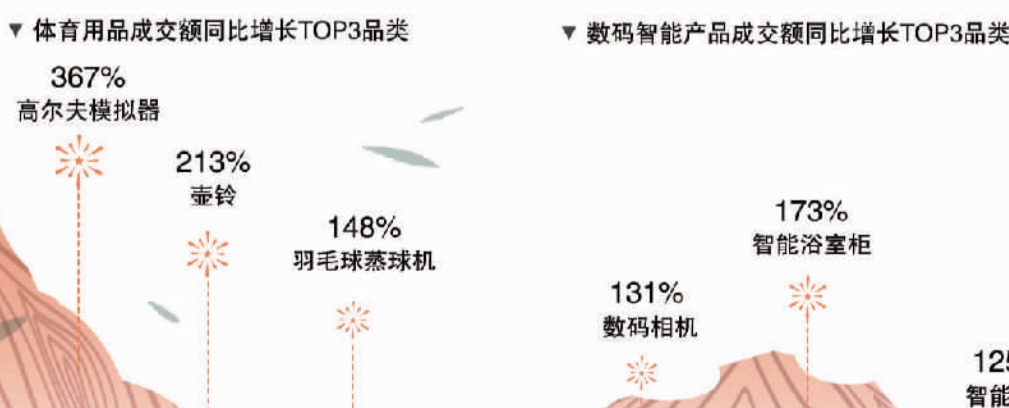 ▼ 体育用品成交额同比增长TOP3品类
367%
高尔夫模拟器
213%
壶铃
148%
羽毛球蒸球机
▼ 数码智能产品成交额同比增长TOP3品类
173%
智能浴室柜
131%
数码相机
125
智能